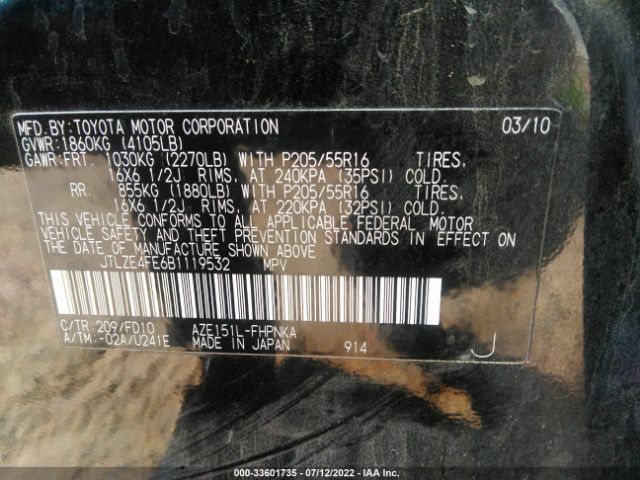 MFD.BY:TOYOTA MOTOR CORPORATION 03/10
GVWR:1860KG (4105LB)
GAWR:FRT. 1030KG (2270LB) WITH P205/55R16 TIRES,
16X6 1/2J RIMS, AT 240KPA (35PSI) COLD.
RR. 855KG (1880LB) WITH P205/55R16 TIRES,
16X6 1/2J RIMS, AT 220KPA (32PSI) COLD.
THIS VEHICLE CONFORMS TO ALL APPLICABLE FEDERAL MOTOR
VEHICLE SAFETY AND THEFT PREVENTION STANDARDS IN EFFECT ON
THE DATE OF MANUFACTURE SHOWN ABOVE.
JTLZE4FE6B1119532 MPV
C/TR:209/FD10 AZE151L-FHPNKA
A/TM:-02A/U241E MADE IN JAPAN 914 J
000-33601735 - 07/12/2022 - IAA Inc.